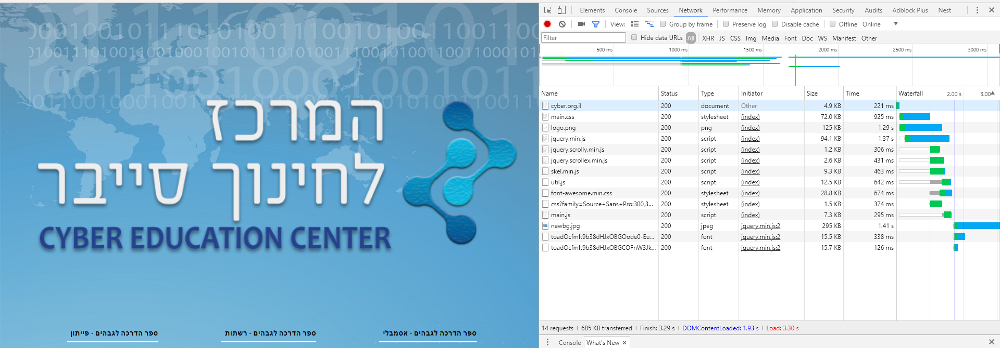 המרכז
לחינוך סייבר
CYBER EDUCATION CENTER
ספר הדרכה לגבהים - אסמבלי
ספר הדרכה לגבהים - רשתות
ספר הדרכה לגבהים - פייתון
Elements Console Sources Network Performance Memory Application Security Audits Adblock Plus Nest
View: Group by frame Preserve log Disable cache Offline Online
Filter Hide data URLs All XHR JS CSS Img Media Font Doc WS Manifest Other
500 ms 1000 ms 1500 ms 2000 ms 2500 ms 3000 ms
Name Status Type Initiator Size Time Waterfall 2.00 s 3.00
cyber.org.il 200 document Other 4.9 KB 221 ms
main.css 200 stylesheet (index) 72.0 KB 925 ms
logo.png 200 png (index) 125 KB 1.29 s
jquery.min.js 200 script (index) 94.1 KB 1.37 s
jquery.scrolly.min.js 200 script (index) 1.2 KB 306 ms
jquery.scrollex.min.js 200 script (index) 2.6 KB 431 ms
skel.min.js 200 script (index) 9.3 KB 463 ms
util.js 200 script (index) 12.5 KB 642 ms
font-awesome.min.css 200 stylesheet (index) 28.8 KB 674 ms
css?family=Source+Sans+Pro:300,3... 200 stylesheet (index) 1.5 KB 374 ms
main.js 200 script (index) 7.3 KB 295 ms
newbg.jpg 200 jpeg jquery.min.js:2 295 KB 1.41 s
toadOcfmlt9b38dHJxOBGOode0-Eu... 200 font jquery.min.js:2 15.5 KB 338 ms
toadOcfmlt9b38dHJxOBGCOFnW3Jk... 200 font jquery.min.js:2 15.7 KB 126 ms
14 requests | 685 KB transferred | Finish: 3.29 s | DOMContentLoaded: 1.93 s | Load: 3.30 s
Console What's New